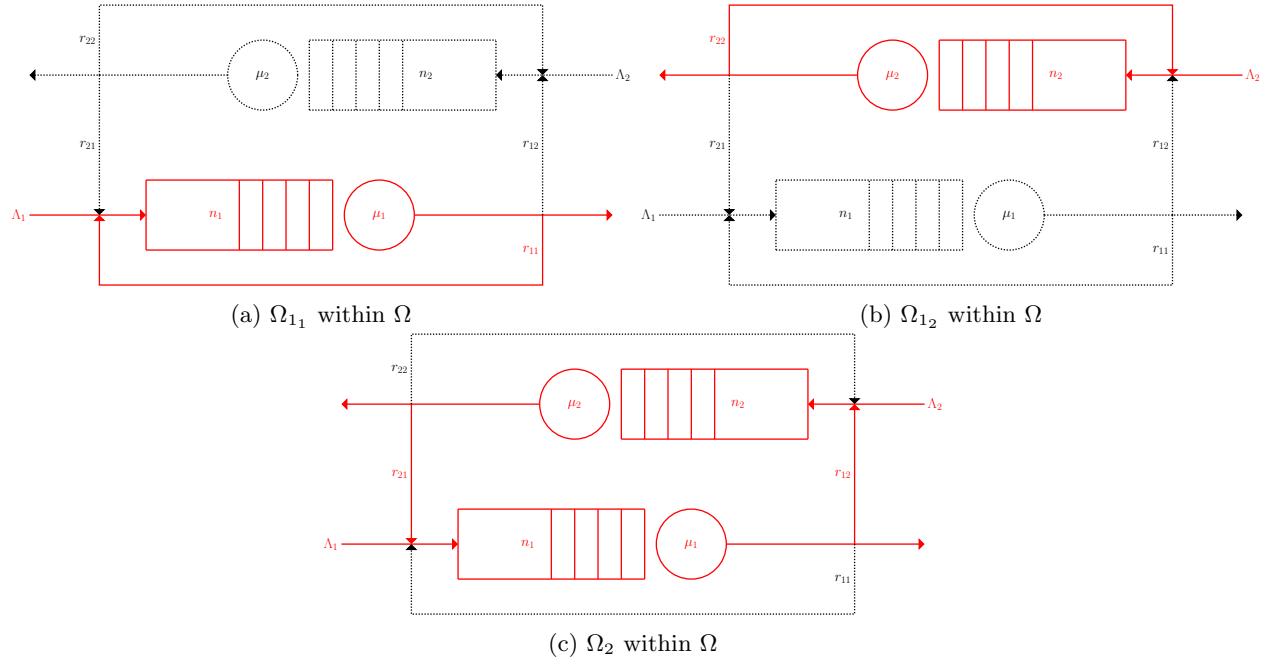 r₂₂
μ₂
n₂
Λ₂
r₂₁
r₁₂
Λ₁
n₁
μ₁
r₁₁
(a) Ω₁₁ within Ω
r₂₂
μ₂
n₂
Λ₂
r₂₁
r₁₂
Λ₁
n₁
μ₁
r₁₁
(b) Ω₁₂ within Ω
r₂₂
μ₂
n₂
Λ₂
r₂₁
r₁₂
Λ₁
n₁
μ₁
r₁₁
(c) Ω₂ within Ω